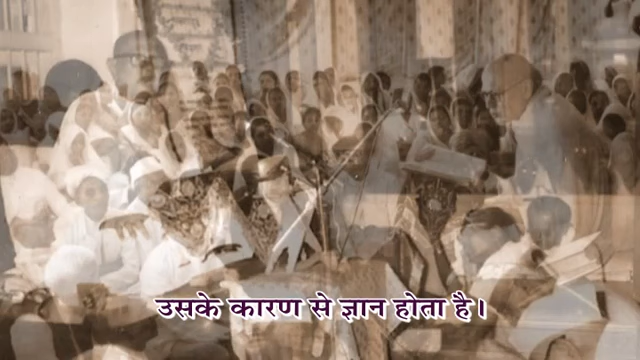 उसके कारण से ज्ञान होता है।